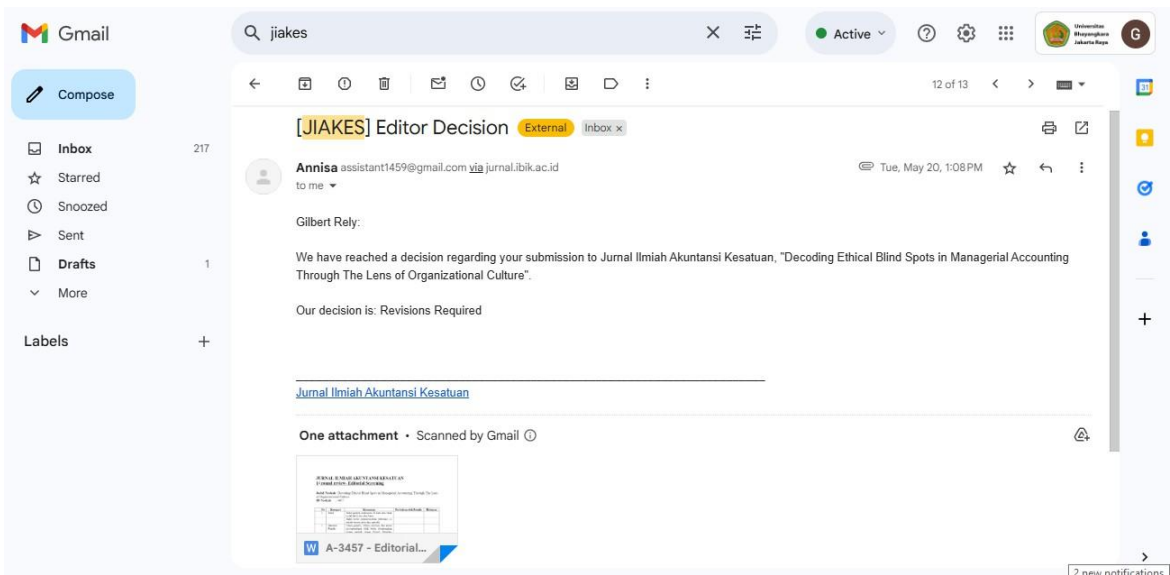 Gmail
jiakes
Active
Universitas
Bhayangkara
Jakarta Raya
G
Compose
12 of 13
31
[JIAKES] Editor Decision External Inbox x
Inbox 217
Annisa assistant1459@gmail.com via jurnal.ibik.ac.id Tue, May 20, 1:08 PM
to me
Starred
Snoozed
Gilbert Rely:
Sent
We have reached a decision regarding your submission to Jurnal Ilmiah Akuntansi Kesatuan, "Decoding Ethical Blind Spots in Managerial Accounting
Through The Lens of Organizational Culture".
Drafts 1
More
Our decision is: Revisions Required
Labels
Jurnal Ilmiah Akuntansi Kesatuan
One attachment • Scanned by Gmail
JURNAL ILMIAH AKUNTANSI KESATUAN
W A-3457 - Editorial...
2 new notifications